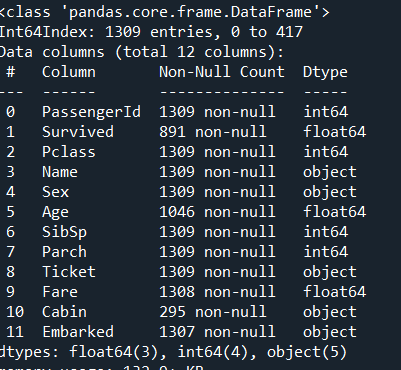 <class 'pandas.core.frame.DataFrame'>
Int64Index: 1309 entries, 0 to 417
Data columns (total 12 columns):
 #   Column       Non-Null Count  Dtype
---  ------       --------------  -----
 0   PassengerId  1309 non-null   int64
 1   Survived     891 non-null    float64
 2   Pclass       1309 non-null   int64
 3   Name         1309 non-null   object
 4   Sex          1309 non-null   object
 5   Age          1046 non-null   float64
 6   SibSp        1309 non-null   int64
 7   Parch        1309 non-null   int64
 8   Ticket       1309 non-null   object
 9   Fare         1308 non-null   float64
 10  Cabin        295 non-null    object
 11  Embarked     1307 non-null   object
dtypes: float64(3), int64(4), object(5)